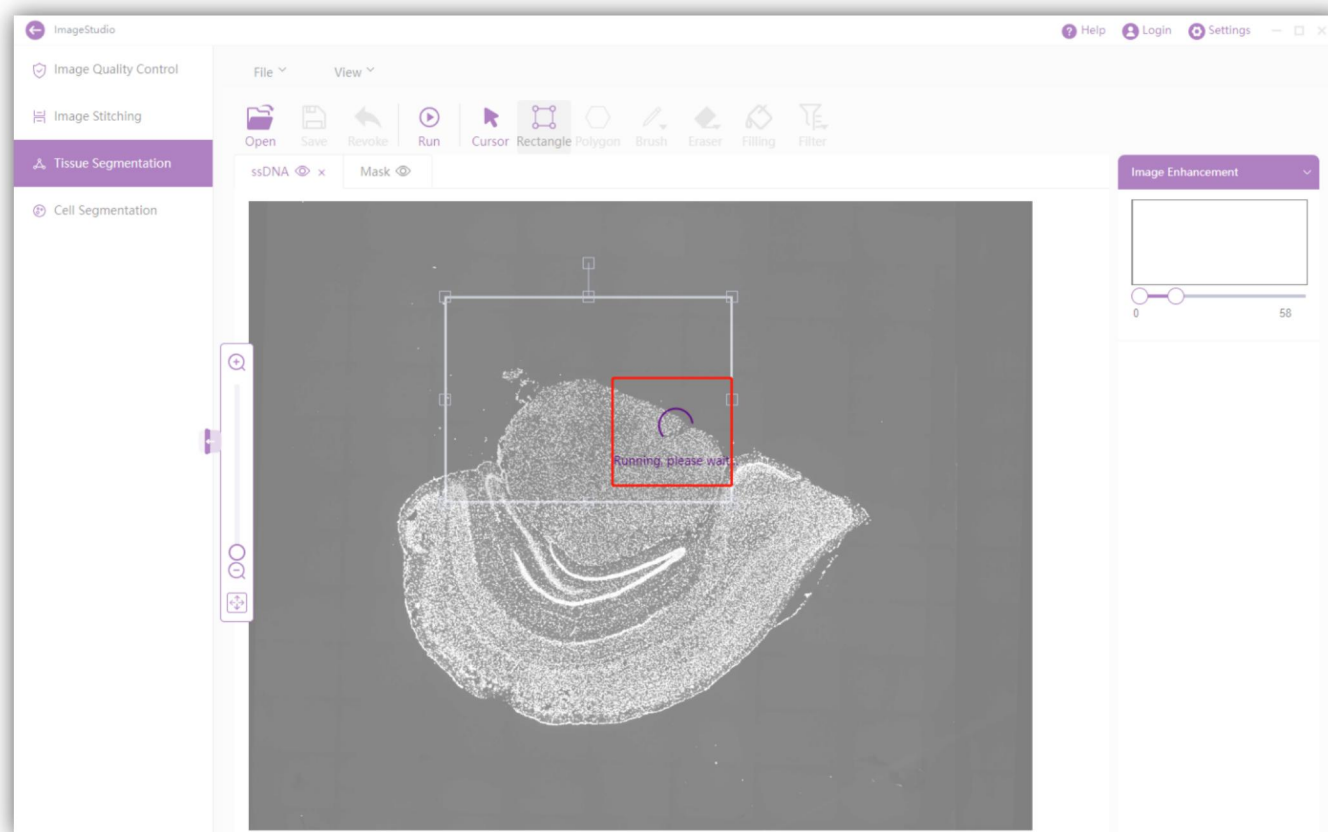 ImageStudio
Help Login Settings
Image Quality Control
Image Stitching
Tissue Segmentation
Cell Segmentation
File View
Open Save Revoke Run Cursor Rectangle Polygon Brush Eraser Filling Filter
ssDNA × Mask
Image Enhancement
0 58
Running, please wait